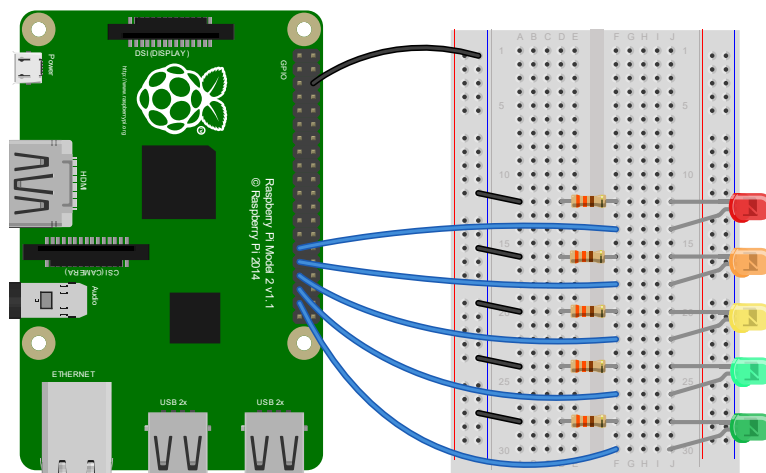 DSI (DISPLAY)
GPIO
Power
http://www.raspberrypi.org
HDMI
Raspberry Pi Model 2 v1.1
© Raspberry Pi 2014
CSI (CAMERA)
Audio
ETHERNET
USB 2x
USB 2x
A B C D E F G H I J
1 1
5 5
10 10
15 15
20
25 25
30 30
E F G H I J